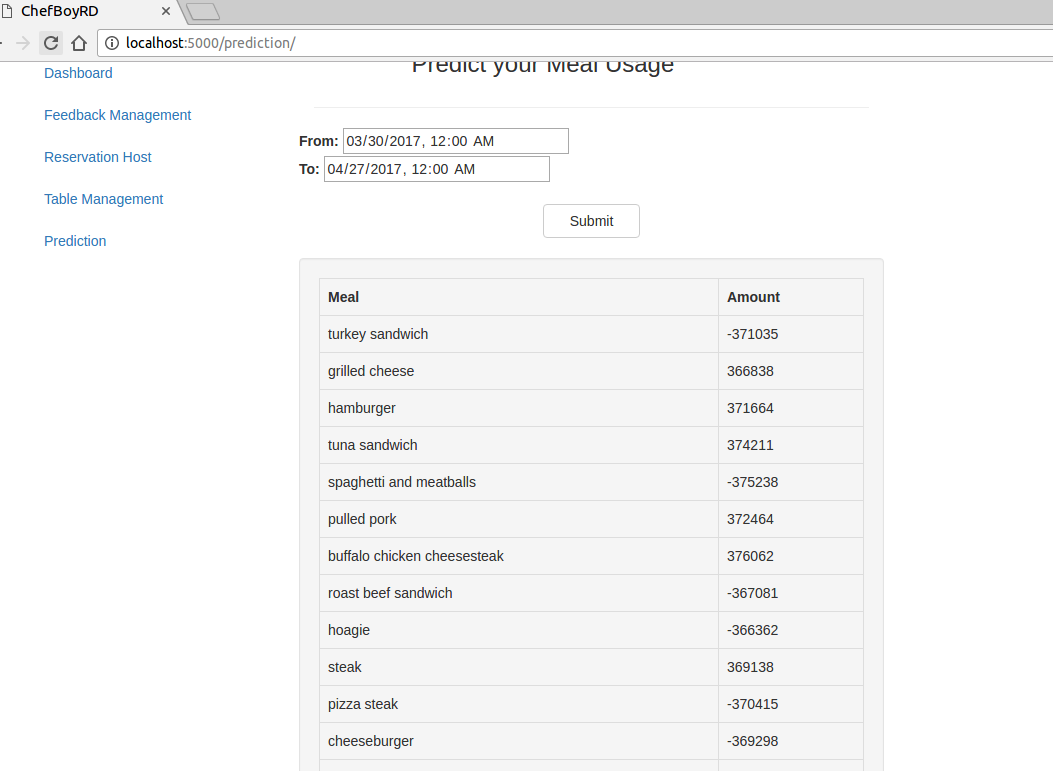 ChefBoyRD
localhost:5000/prediction/
Dashboard
Feedback Management
Reservation Host
Table Management
Prediction
Predict your Meal Usage
From: 03/30/2017, 12:00 AM
To: 04/27/2017, 12:00 AM
Submit
Meal Amount
turkey sandwich -371035
grilled cheese 366838
hamburger 371664
tuna sandwich 374211
spaghetti and meatballs -375238
pulled pork 372464
buffalo chicken cheesesteak 376062
roast beef sandwich -367081
hoagie -366362
steak 369138
pizza steak -370415
cheeseburger -369298